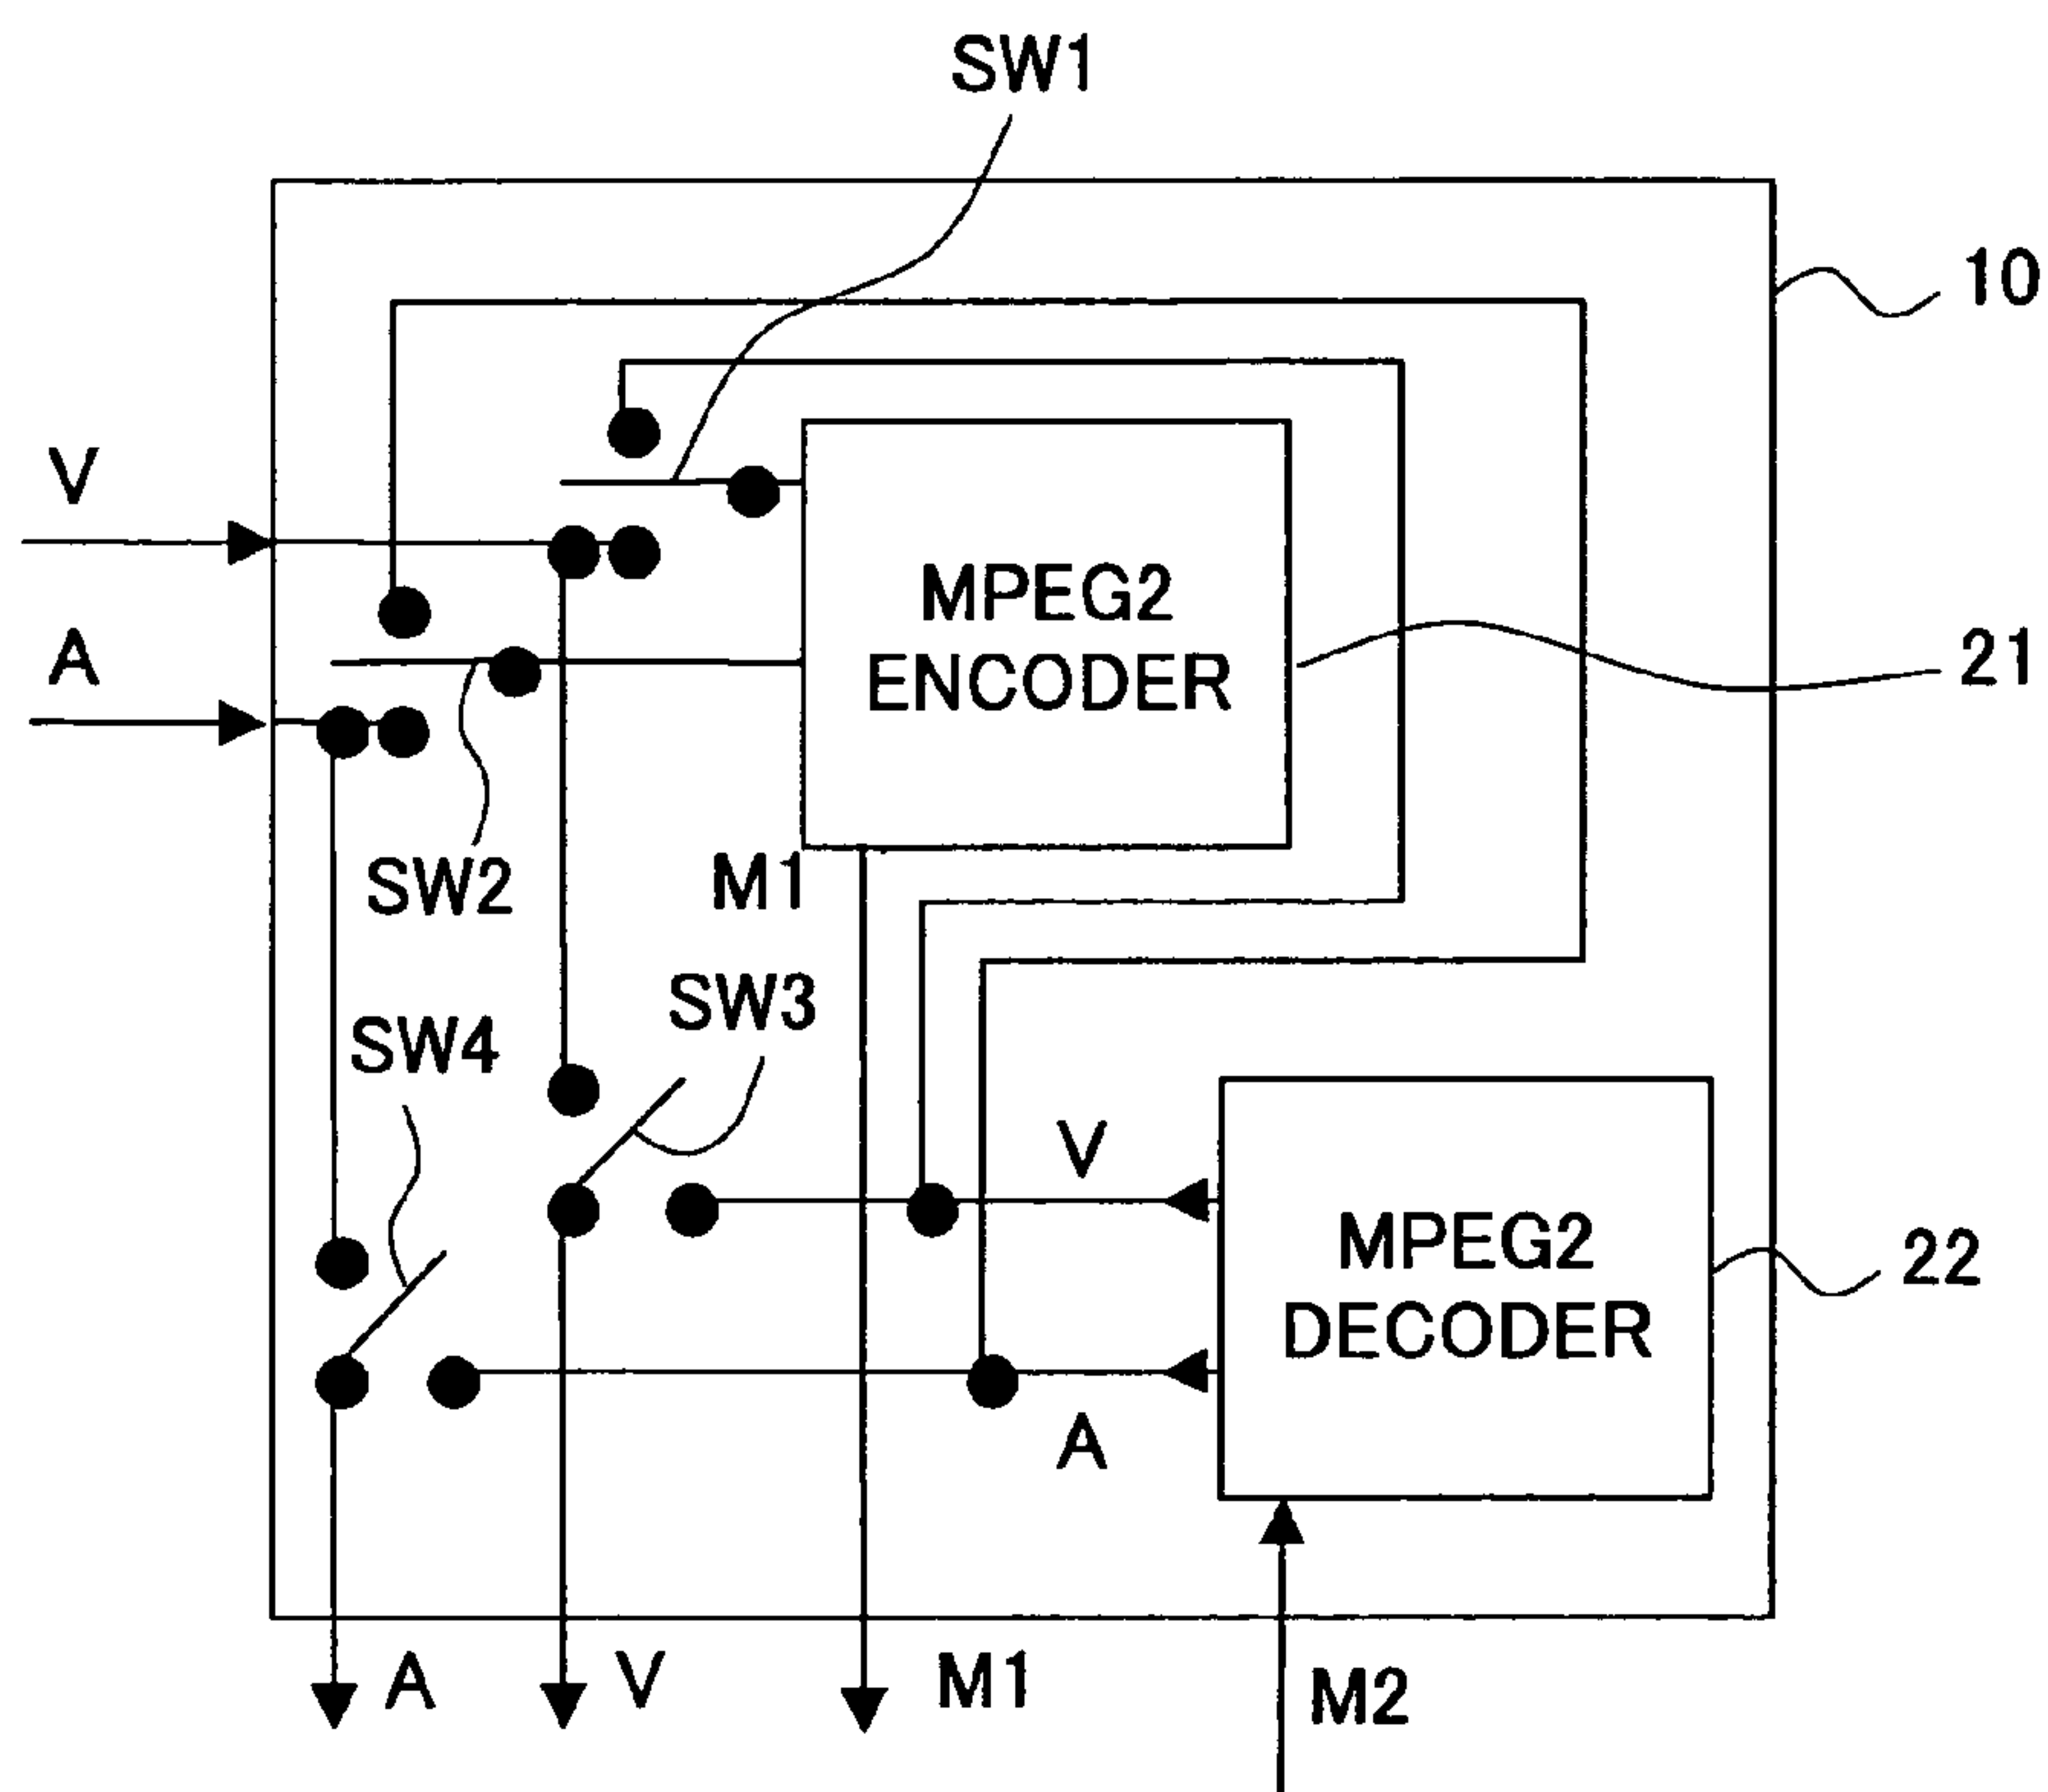 SW1
10
V
MPEG2
ENCODER
A
21
SW2
M1
SW3
SW4
V
MPEG2
DECODER
22
A
A
V
M1
M2